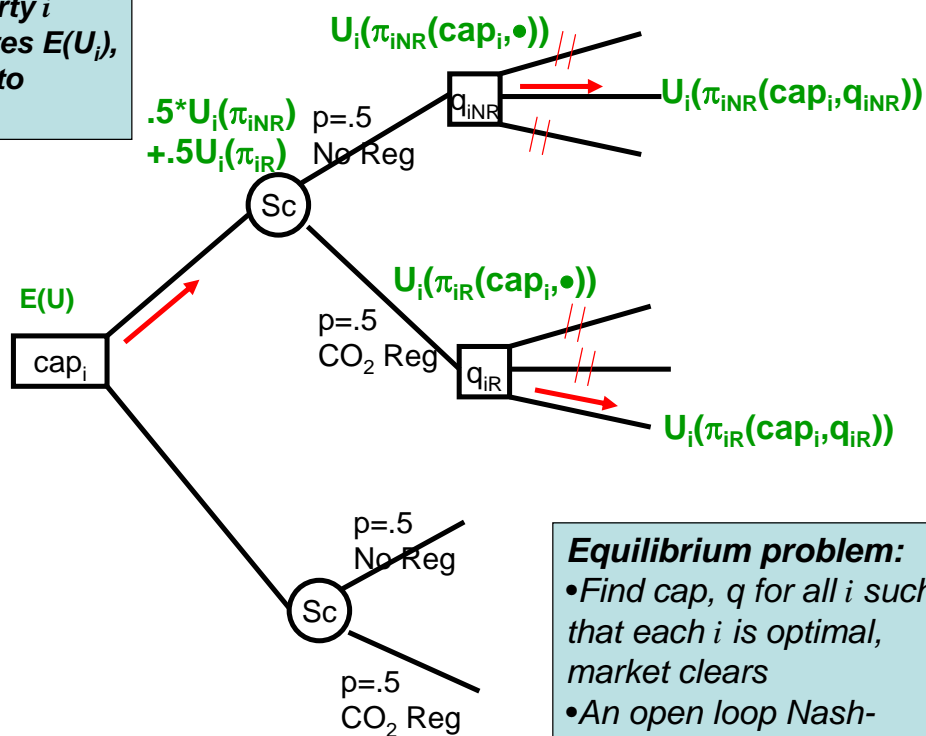 i
E(Uᵢ),
to
Uᵢ(πᵢNR(capᵢ,•))
qᵢNR
Uᵢ(πᵢNR(capᵢ,qᵢNR))
.5*Uᵢ(πᵢNR)
+.5Uᵢ(πᵢR)
p=.5
No Reg
Sc
Uᵢ(πᵢR(capᵢ,•))
E(U)
capᵢ
p=.5
CO₂ Reg
qᵢR
Uᵢ(πᵢR(capᵢ,qᵢR))
p=.5
No Reg
Sc
p=.5
CO₂ Reg
Equilibrium problem:
•Find cap, q for all i such
that each i is optimal,
market clears
•An open loop Nash-